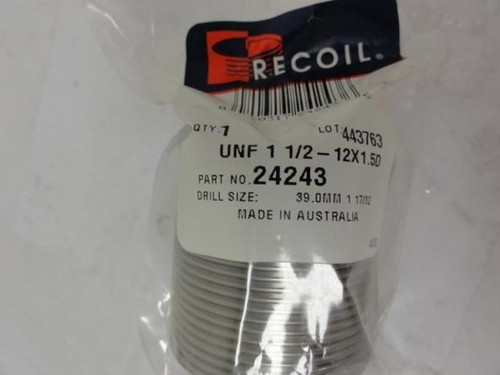 RECOIL®
QTY. 1 LOT: 443763
UNF 1 1/2-12X1.5D
PART NO. 24243
DRILL SIZE: 39.0MM 1 17/32
MADE IN AUSTRALIA